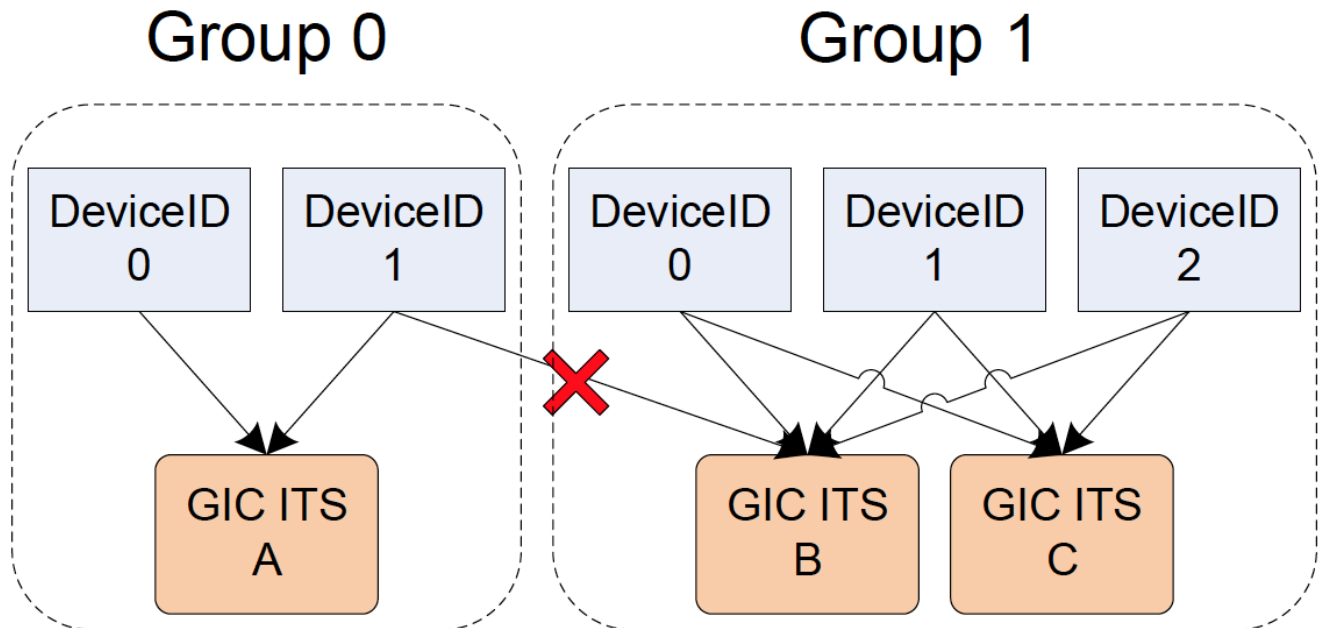 Group 0
Group 1
DeviceID
0
DeviceID
1
DeviceID
0
DeviceID
1
DeviceID
2
GIC ITS
A
GIC ITS
B
GIC ITS
C